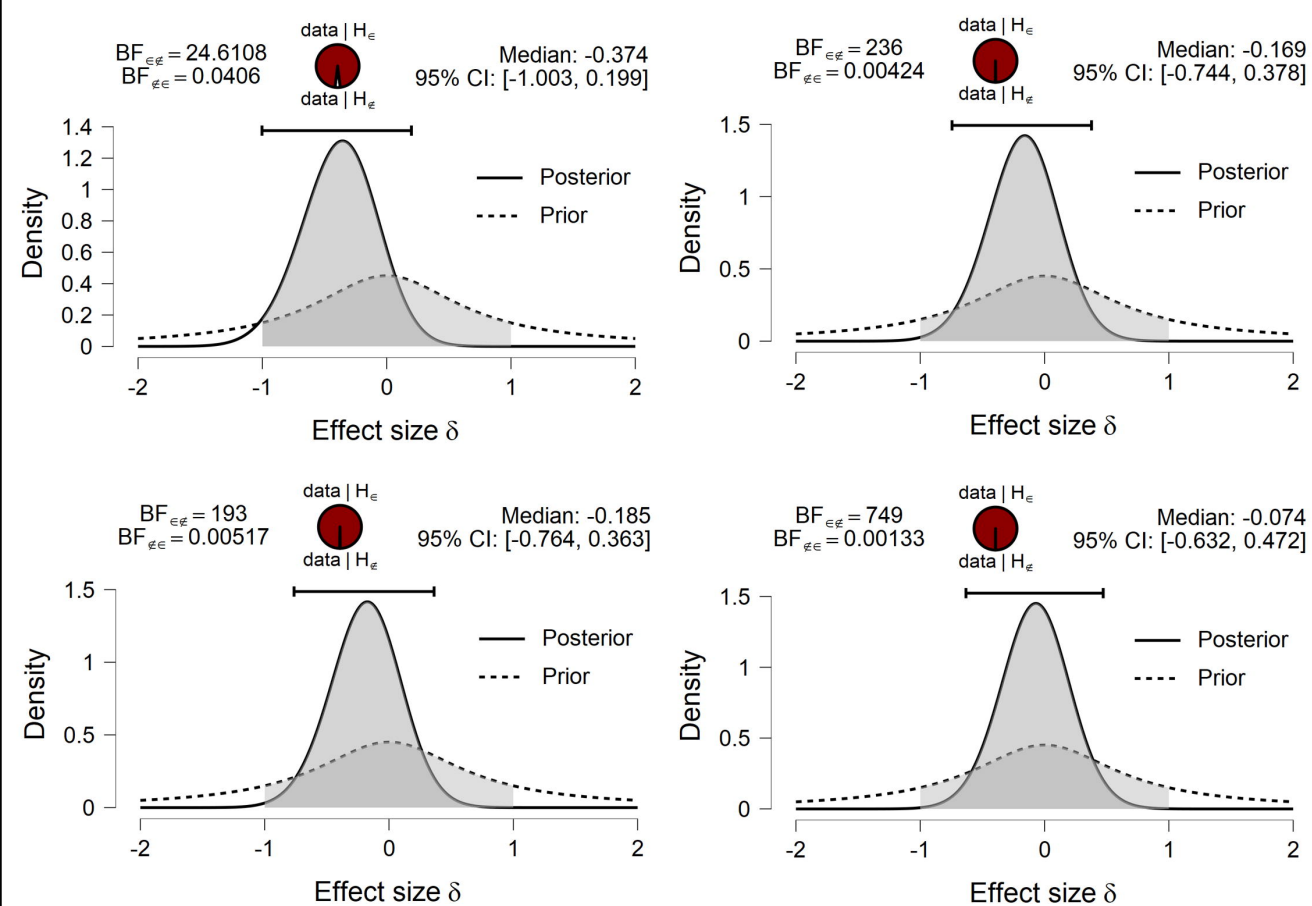 data | H∈
BF∈∉ = 24.6108
BF∉∈ = 0.0406
data | H∉
Median: -0.374
95% CI: [-1.003, 0.199]
1.4
1.2
1
0.8
0.6
0.4
0.2
0
Density
Posterior
Prior
-2 -1 0 1 2
Effect size δ
data | H∈
BF∈∉ = 236
BF∉∈ = 0.00424
data | H∉
Median: -0.169
95% CI: [-0.744, 0.378]
1.5
1
0.5
0
Density
Posterior
Prior
-2 -1 0 1 2
Effect size δ
data | H∈
BF∈∉ = 193
BF∉∈ = 0.00517
data | H∉
Median: -0.185
95% CI: [-0.764, 0.363]
1.5
1
0.5
0
Density
Posterior
Prior
-2 -1 0 1 2
Effect size δ
data | H∈
BF∈∉ = 749
BF∉∈ = 0.00133
data | H∉
Median: -0.074
95% CI: [-0.632, 0.472]
1.5
1
0.5
0
Density
Posterior
Prior
-2 -1 0 1 2
Effect size δ